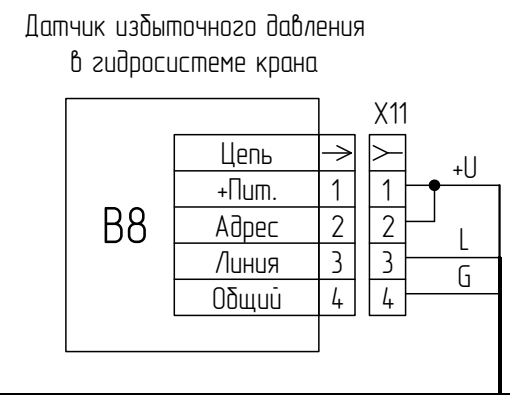 Датчик избыточного давления
в гидросистеме крана
X11
Цепь
+Пит. 1 1
+U
B8
Адрес 2 2
Линия 3 3
L
Общий 4 4
G